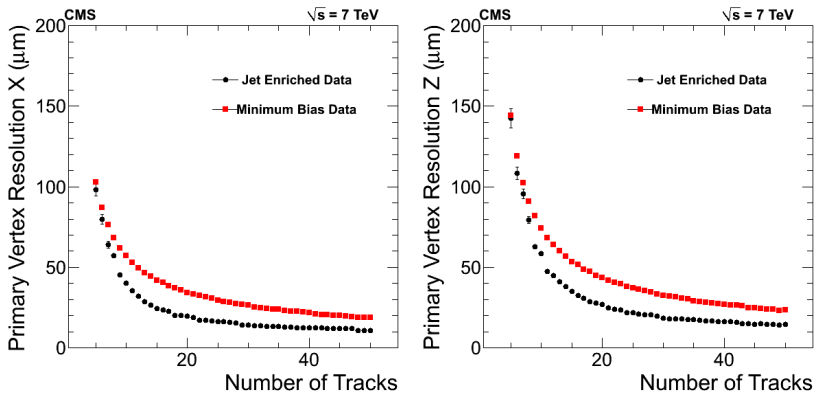 CMS
√s = 7 TeV
Primary Vertex Resolution X (μm)
200
150
100
50
0
Jet Enriched Data
Minimum Bias Data
20
40
Number of Tracks
CMS
√s = 7 TeV
Primary Vertex Resolution Z (μm)
200
150
100
50
0
Jet Enriched Data
Minimum Bias Data
20
40
Number of Tracks